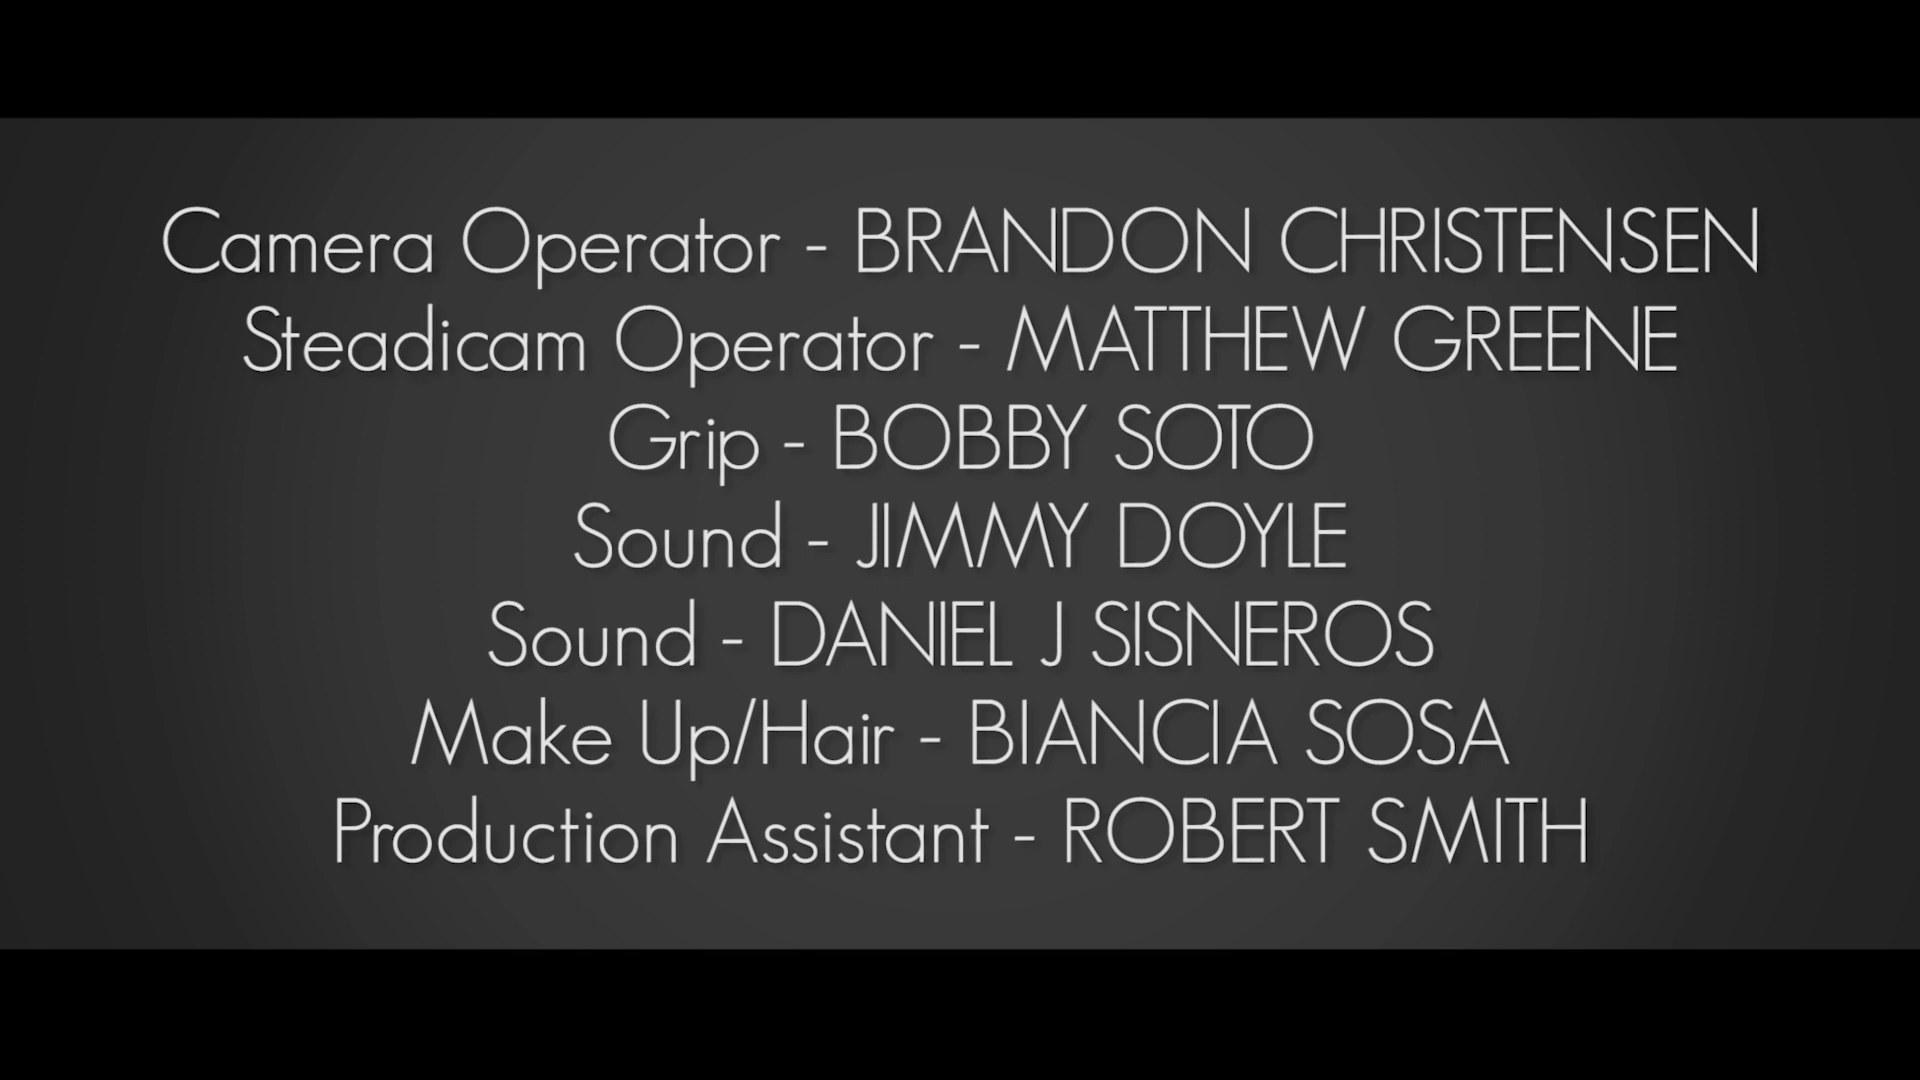 Camera Operator - BRANDON CHRISTENSEN
Steadicam Operator - MATTHEW GREENE
Grip - BOBBY SOTO
Sound - JIMMY DOYLE
Sound - DANIEL J SISNEROS
Make Up/Hair - BIANCIA SOSA
Production Assistant - ROBERT SMITH